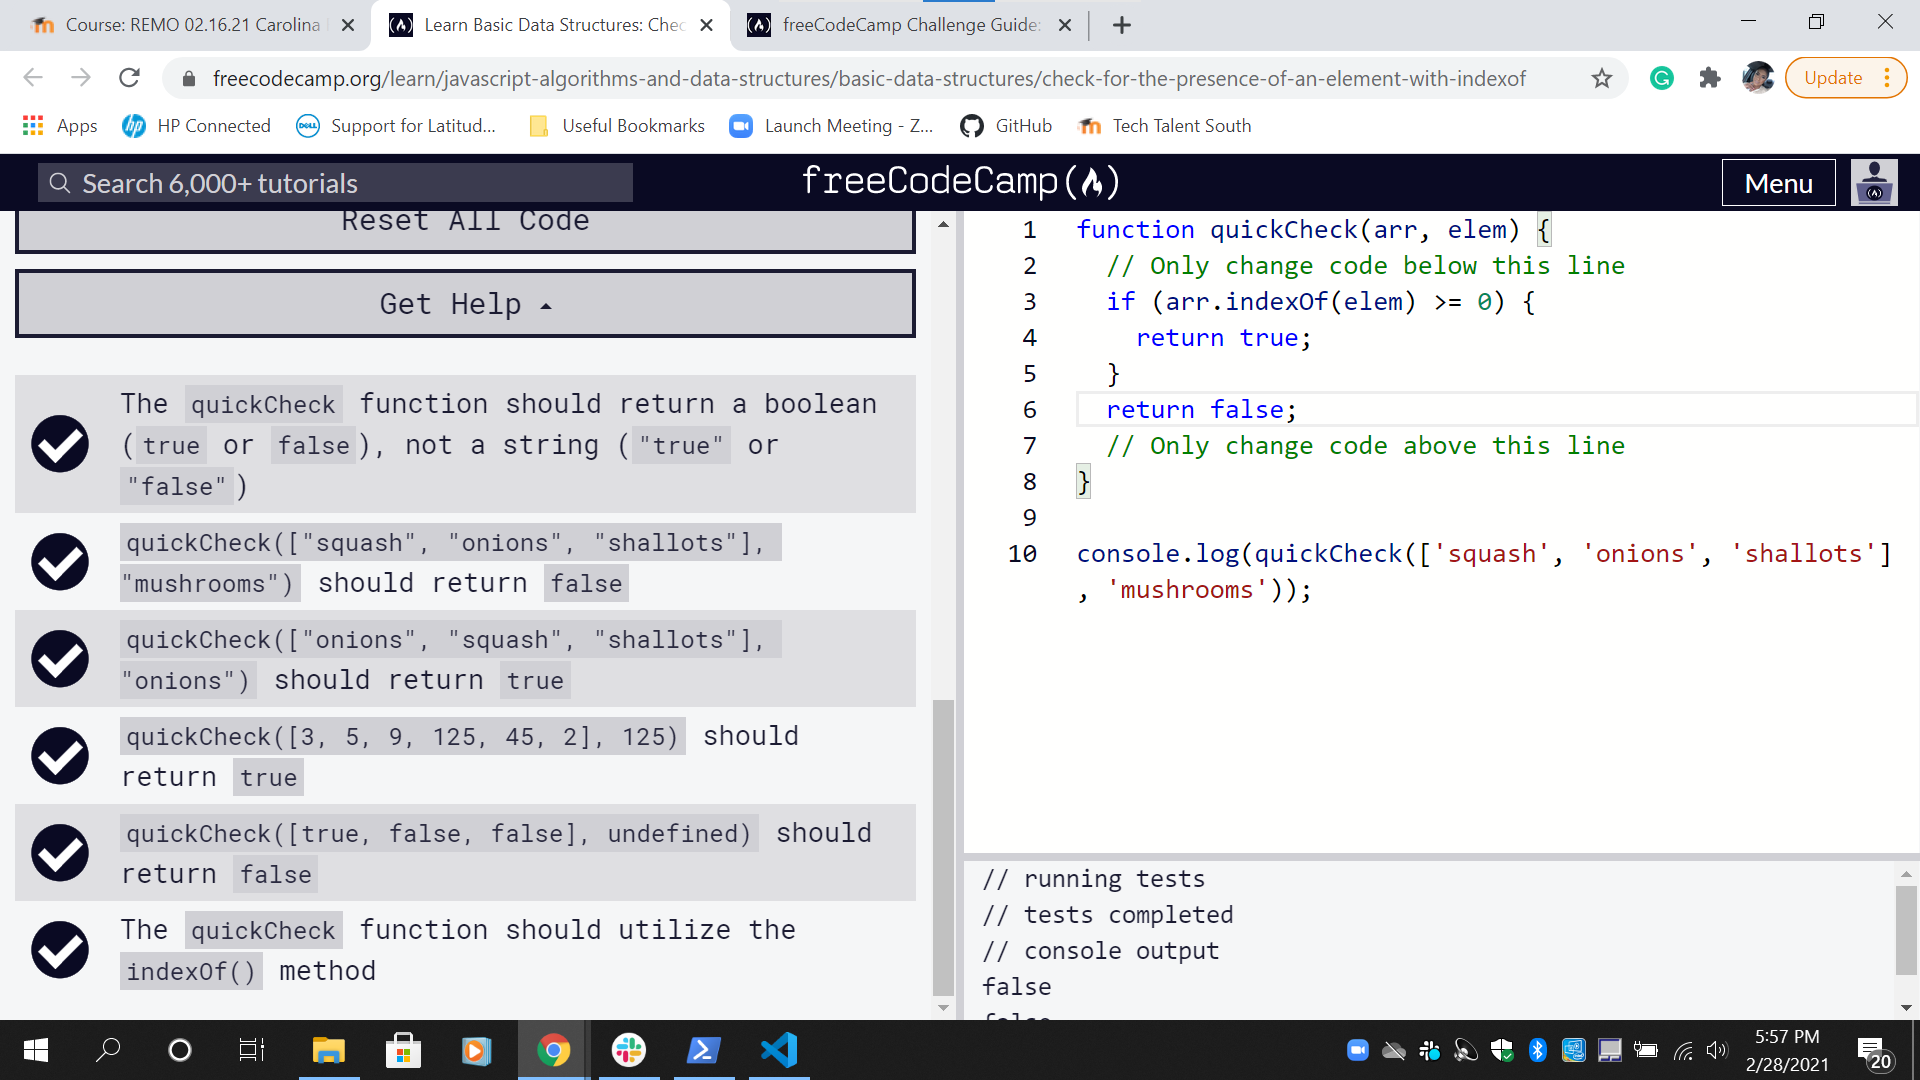 Course: REMO 02.16.21 Carolina
Learn Basic Data Structures: Chec
freeCodeCamp Challenge Guide:
freecodecamp.org/learn/javascript-algorithms-and-data-structures/basic-data-structures/check-for-the-presence-of-an-element-with-indexof
Update
Apps
HP Connected
Support for Latitud...
Useful Bookmarks
Launch Meeting - Z...
GitHub
Tech Talent South
Search 6,000+ tutorials
freeCodeCamp
Menu
Reset All Code
Get Help
The quickCheck function should return a boolean
(true or false), not a string ("true" or
"false")
quickCheck(["squash", "onions", "shallots"],
"mushrooms") should return false
quickCheck(["onions", "squash", "shallots"],
"onions") should return true
quickCheck([3, 5, 9, 125, 45, 2], 125) should
return true
quickCheck([true, false, false], undefined) should
return false
The quickCheck function should utilize the
indexOf() method
1 function quickCheck(arr, elem) {
2 // Only change code below this line
3 if (arr.indexOf(elem) >= 0) {
4 return true;
5 }
6 return false;
7 // Only change code above this line
8 }
9
10 console.log(quickCheck(['squash', 'onions', 'shallots']
, 'mushrooms'));
// running tests
// tests completed
// console output
false
false
5:57 PM
2/28/2021
20